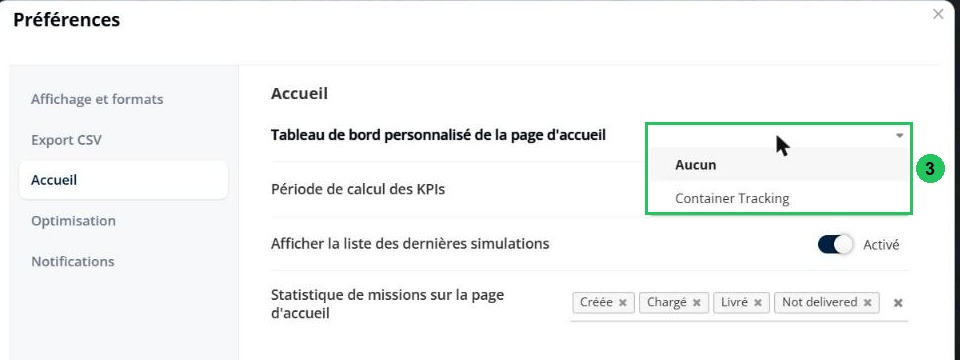 Préférences
Affichage et formats
Export CSV
Accueil
Optimisation
Notifications
Accueil
Tableau de bord personnalisé de la page d'accueil
Aucun
Container Tracking
3
Période de calcul des KPIs
Afficher la liste des dernières simulations
Activé
Statistique de missions sur la page
d'accueil
Créée × Chargé × Livré × Not delivered × ×